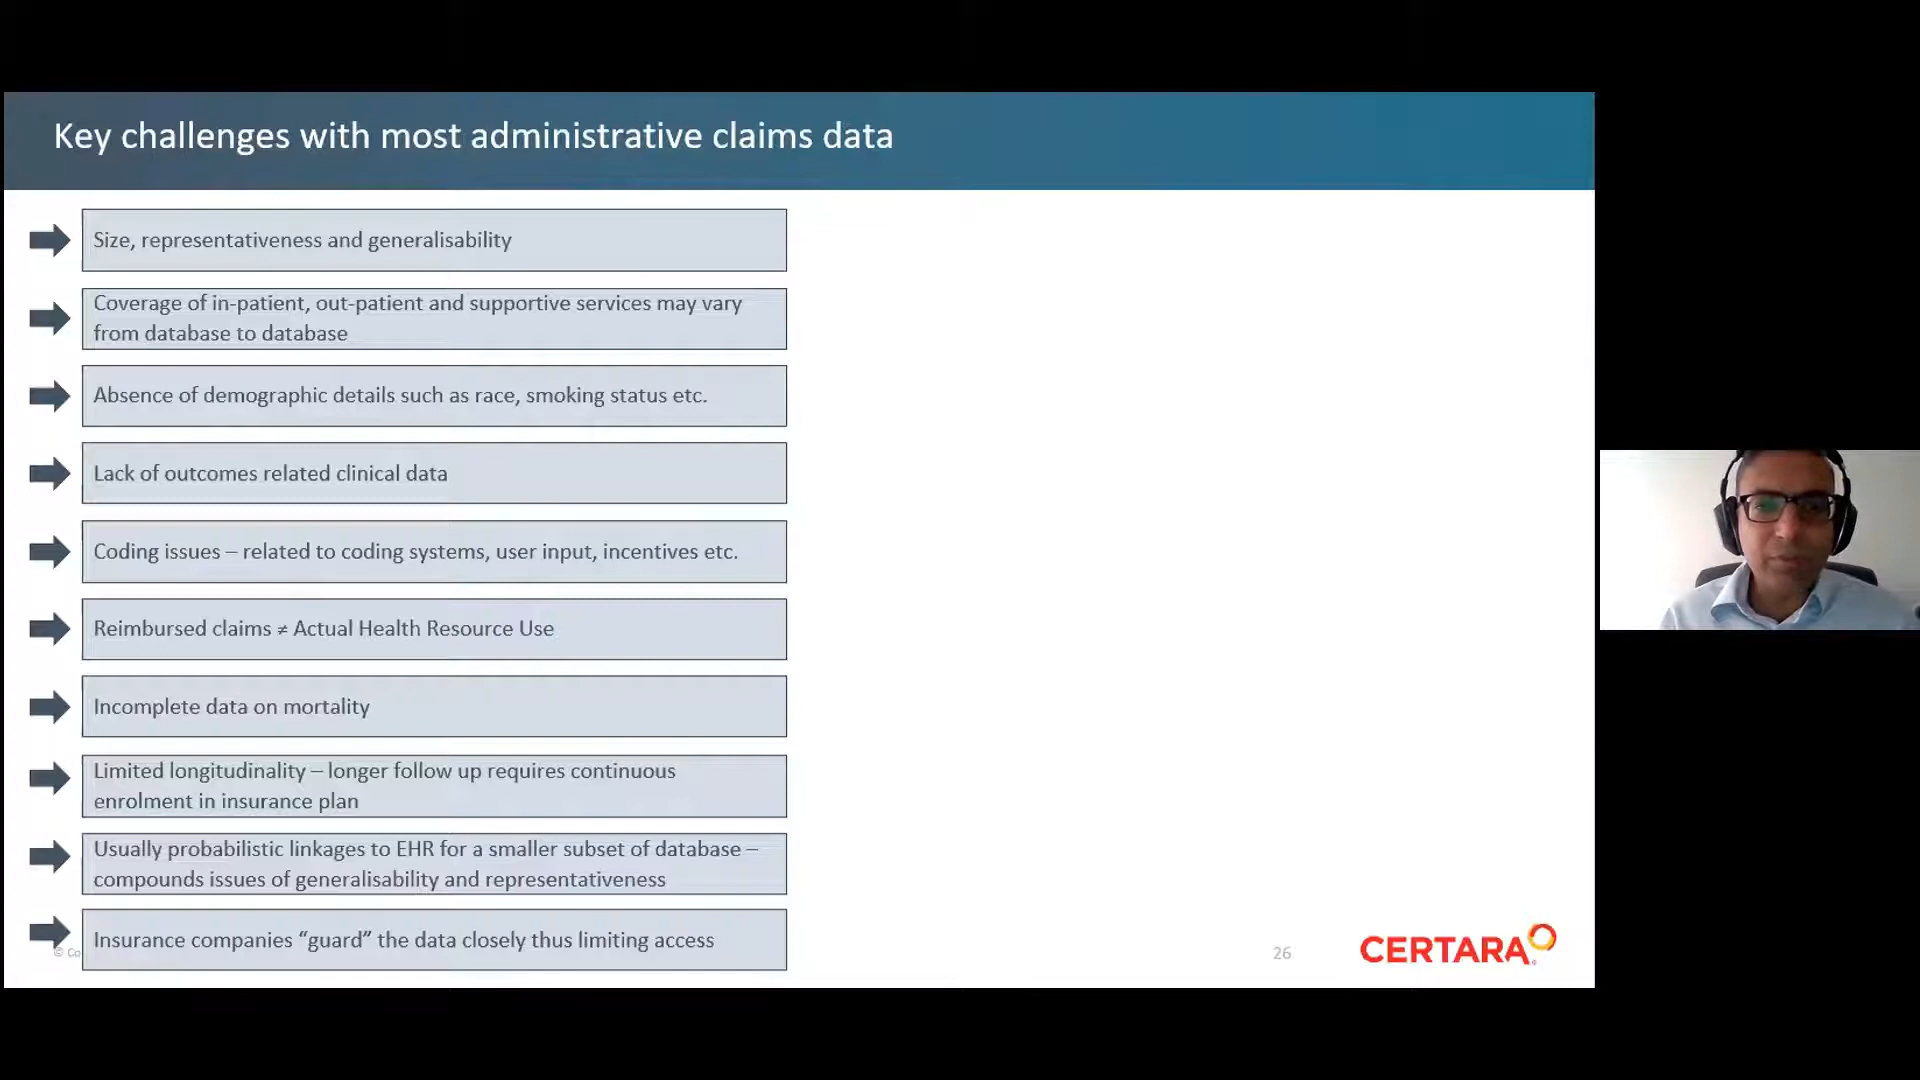 Key challenges with most administrative claims data
Size, representativeness and generalisability
Coverage of in-patient, out-patient and supportive services may vary
from database to database
Absence of demographic details such as race, smoking status etc.
Lack of outcomes related clinical data
Coding issues – related to coding systems, user input, incentives etc.
Reimbursed claims ≠ Actual Health Resource Use
Incomplete data on mortality
Limited longitudinality – longer follow up requires continuous
enrolment in insurance plan
Usually probabilistic linkages to EHR for a smaller subset of database –
compounds issues of generalisability and representativeness
Insurance companies “guard” the data closely thus limiting access
© Co
26
CERTARA